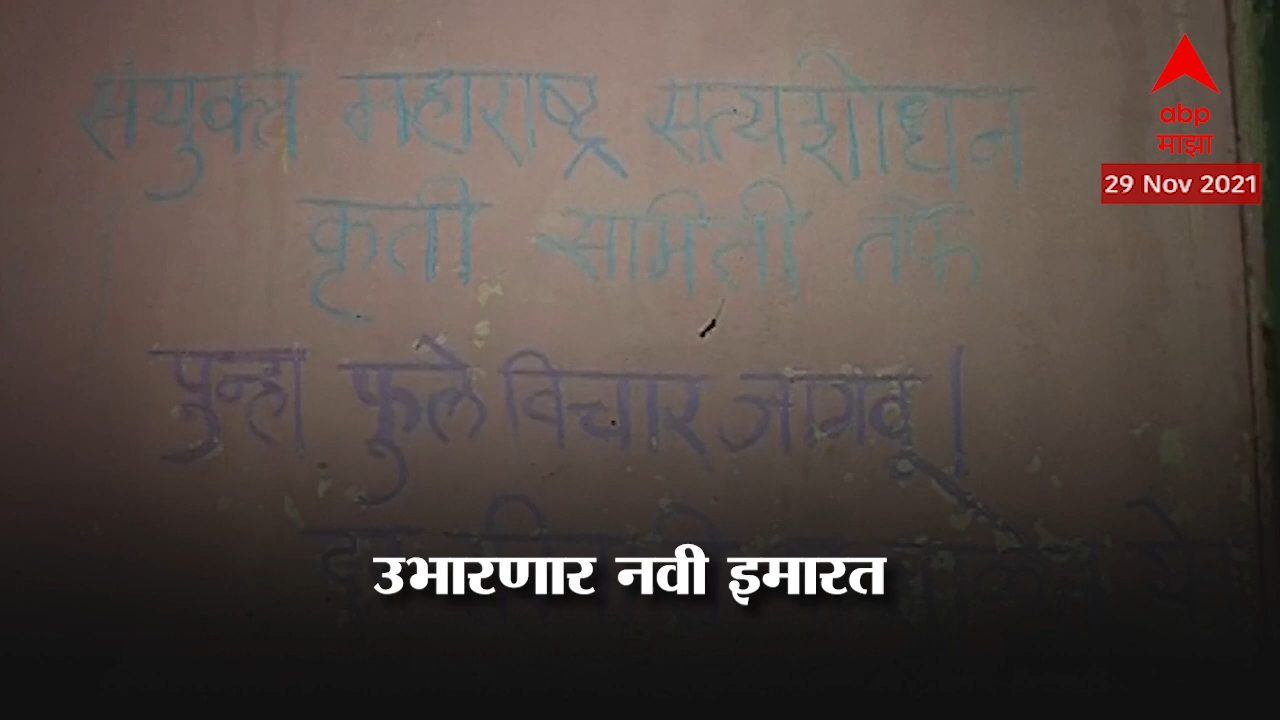 संयुक्त महाराष्ट्र सत्यशोधन
कृती समिती तर्फे
पुन्हा फुले विचार जागवू।
उभारणार नवी इमारत
abp
माझा
29 Nov 2021